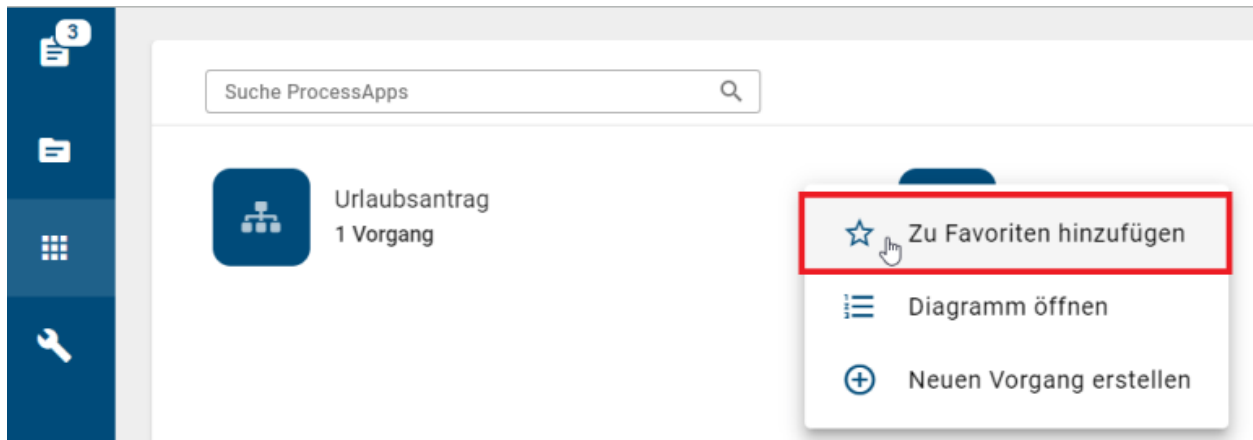 3
Suche ProcessApps
Urlaubsantrag
1 Vorgang
Zu Favoriten hinzufügen
Diagramm öffnen
Neuen Vorgang erstellen